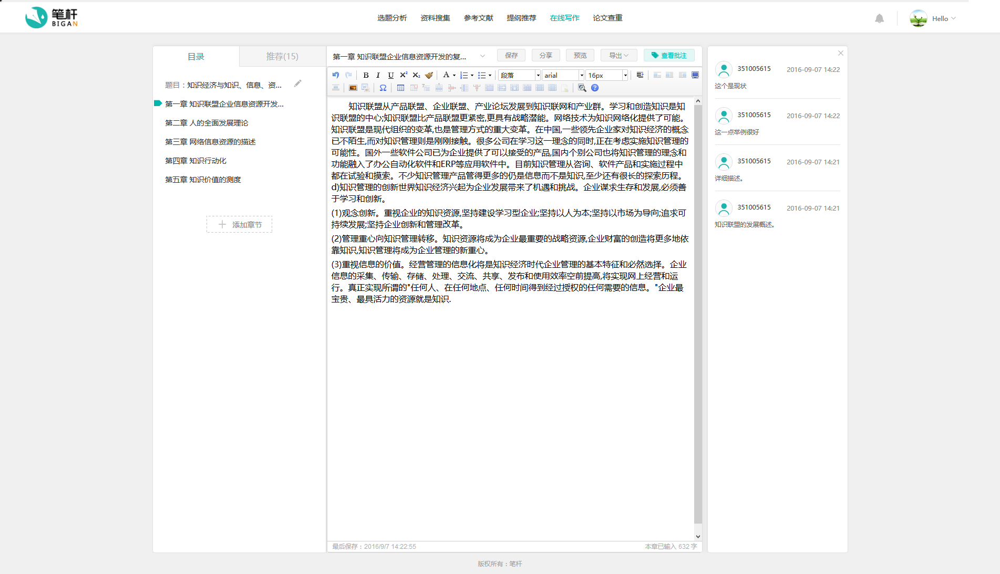 笔杆
BIGAN
选题分析 资料搜集 参考文献 提纲推荐 在线写作 论文查重
Hello
目录 推荐(15)
题目：知识经济与知识、信息、资...
第一章 知识联盟企业信息资源开发...
第二章 人的全面发展理论
第三章 网络信息资源的描述
第四章 知识行动化
第五章 知识价值的测度
添加章节
第一章 知识联盟企业信息资源开发的复... 保存 分享 预览 导出 查看批注
段落 arial 16px
知识联盟从产品联盟、企业联盟、产业论坛发展到知识联网和产业群。学习和创造知识是知
识联盟的中心;知识联盟比产品联盟更紧密,更具有战略潜能。网络技术为知识网络化提供了可能。
知识联盟是现代组织的变革,也是管理方式的重大变革。在中国,一些领先企业家对知识经济的概念
已不陌生,而对知识管理则是刚刚接触。很多公司在学习这一理念的同时,正在考虑实施知识管理的
可能性。国外一些软件公司已为企业提供了可以接受的产品,国内个别公司也将知识管理的理念和
功能融入了办公自动化软件和ERP等应用软件中。目前知识管理从咨询、软件产品和实施过程中
都在试验和摸索。不少知识管理产品管得更多的仍是信息而不是知识,至少还有很长的探索历程。
d)知识管理的创新世界知识经济兴起为企业发展带来了机遇和挑战。企业谋求生存和发展,必须善
于学习和创新。
(1)观念创新。重视企业的知识资源,坚持建设学习型企业;坚持以人为本;坚持以市场为导向;追求可
持续发展;坚持企业创新和管理改革。
(2)管理重心向知识管理转移。知识资源将成为企业最重要的战略资源,企业财富的创造将更多地依
靠知识,知识管理将成为企业管理的新重心。
(3)重视信息的价值。经营管理的信息化将是知识经济时代企业管理的基本特征和必然选择。企业
信息的采集、传输、存储、处理、交流、共享、发布和使用效率空前提高,将实现网上经营和运
行。真正实现所谓的"任何人、在任何地点、任何时间得到经过授权的任何需要的信息。"企业最
宝贵、最具活力的资源就是知识.
最后保存：2016/9/7 14:22:55 本章已输入 632 字
351005615 2016-09-07 14:22
这个是现状
351005615 2016-09-07 14:22
这一点举例很好
351005615 2016-09-07 14:21
详细描述。
351005615 2016-09-07 14:21
知识联盟的发展概述。
版权所有：笔杆